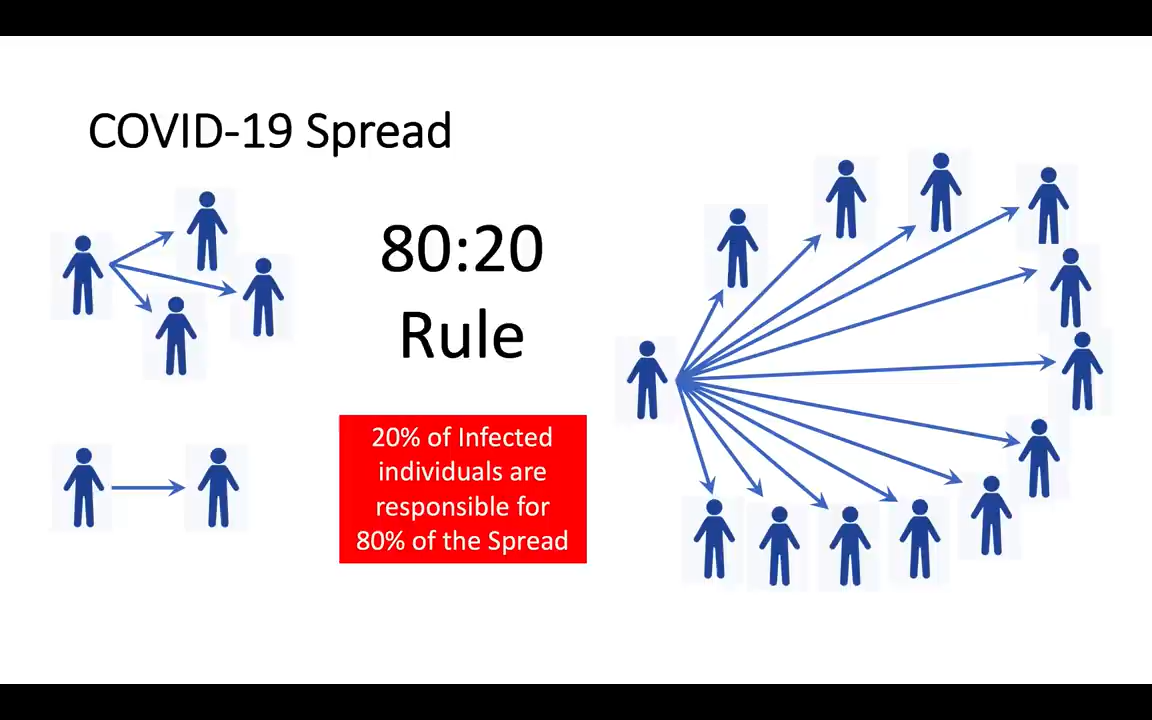 COVID-19 Spread
80:20
Rule
20% of Infected
individuals are
responsible for
80% of the Spread